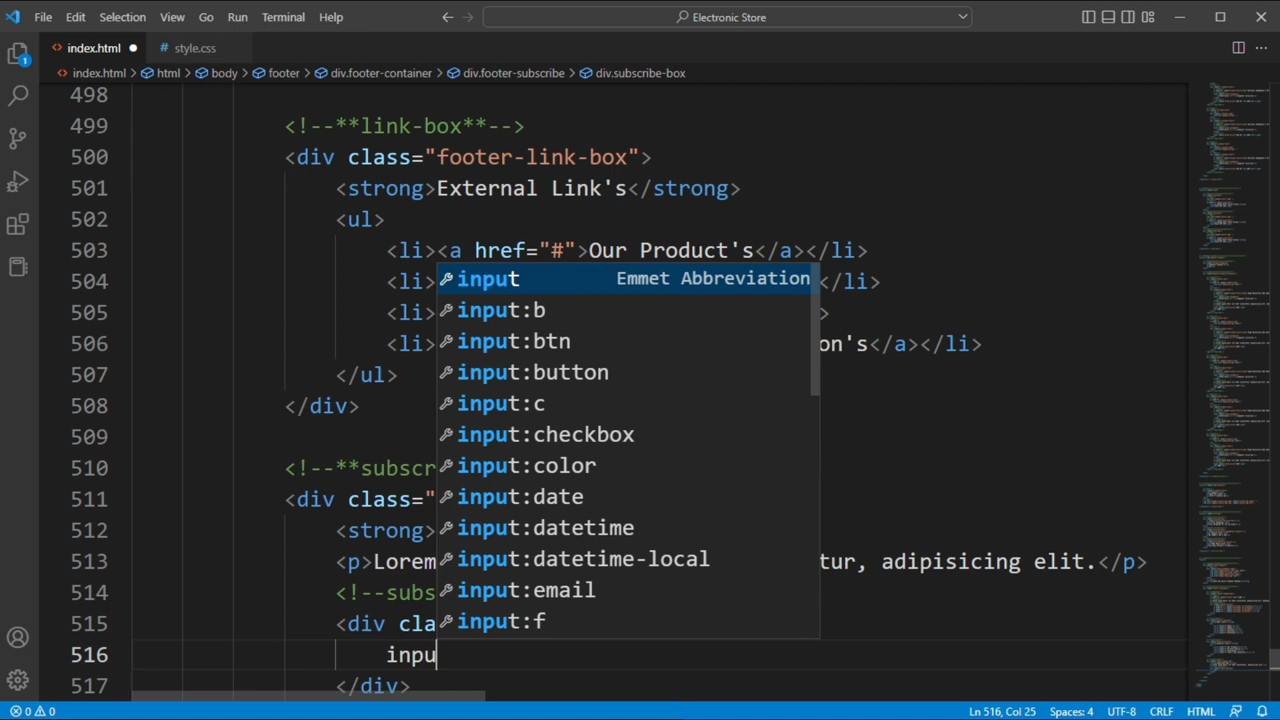 File Edit Selection View Go Run Terminal Help Electronic Store
index.html # style.css
index.html > html > body > footer > div.footer-container > div.footer-subscribe > div.subscribe-box
498
499 <!--**link-box**-->
500 <div class="footer-link-box">
501 <strong>External Link's</strong>
502 <ul>
503 <li><a href="#">Our Product's</a></li>
504 <li> </li>
505 <li> >
506 <li> on's</a></li>
507 </ul>
508 </div>
509
510 <!--**subscr
511 <div class="
512 <strong>
513 <p>Lorem tur, adipisicing elit.</p>
514 <!--subs
515 <div cla
516 inpu
517 </div>
input Emmet Abbreviation
input:b
input:btn
input:button
input:c
input:checkbox
input:color
input:date
input:datetime
input:datetime-local
input:email
input:f
1
0 0 Ln 516, Col 25 Spaces: 4 UTF-8 CRLF HTML